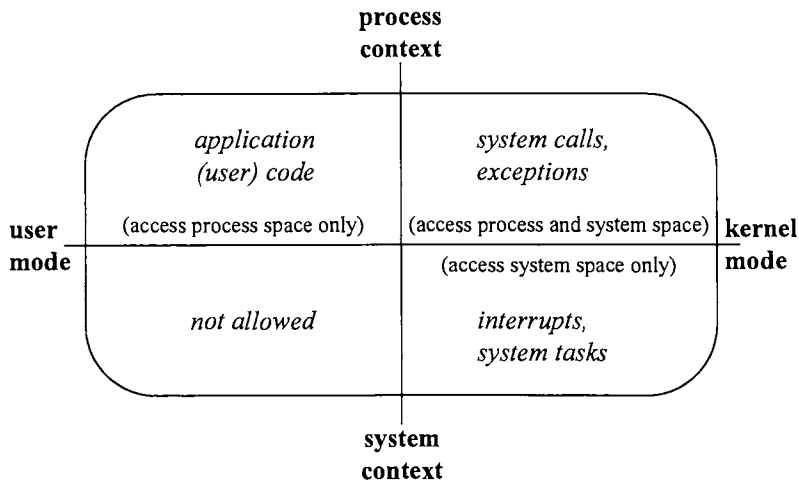 process
context
application
(user) code
system calls,
exceptions
user
mode
(access process space only)
(access process and system space)
kernel
mode
(access system space only)
not allowed
interrupts,
system tasks
system
context